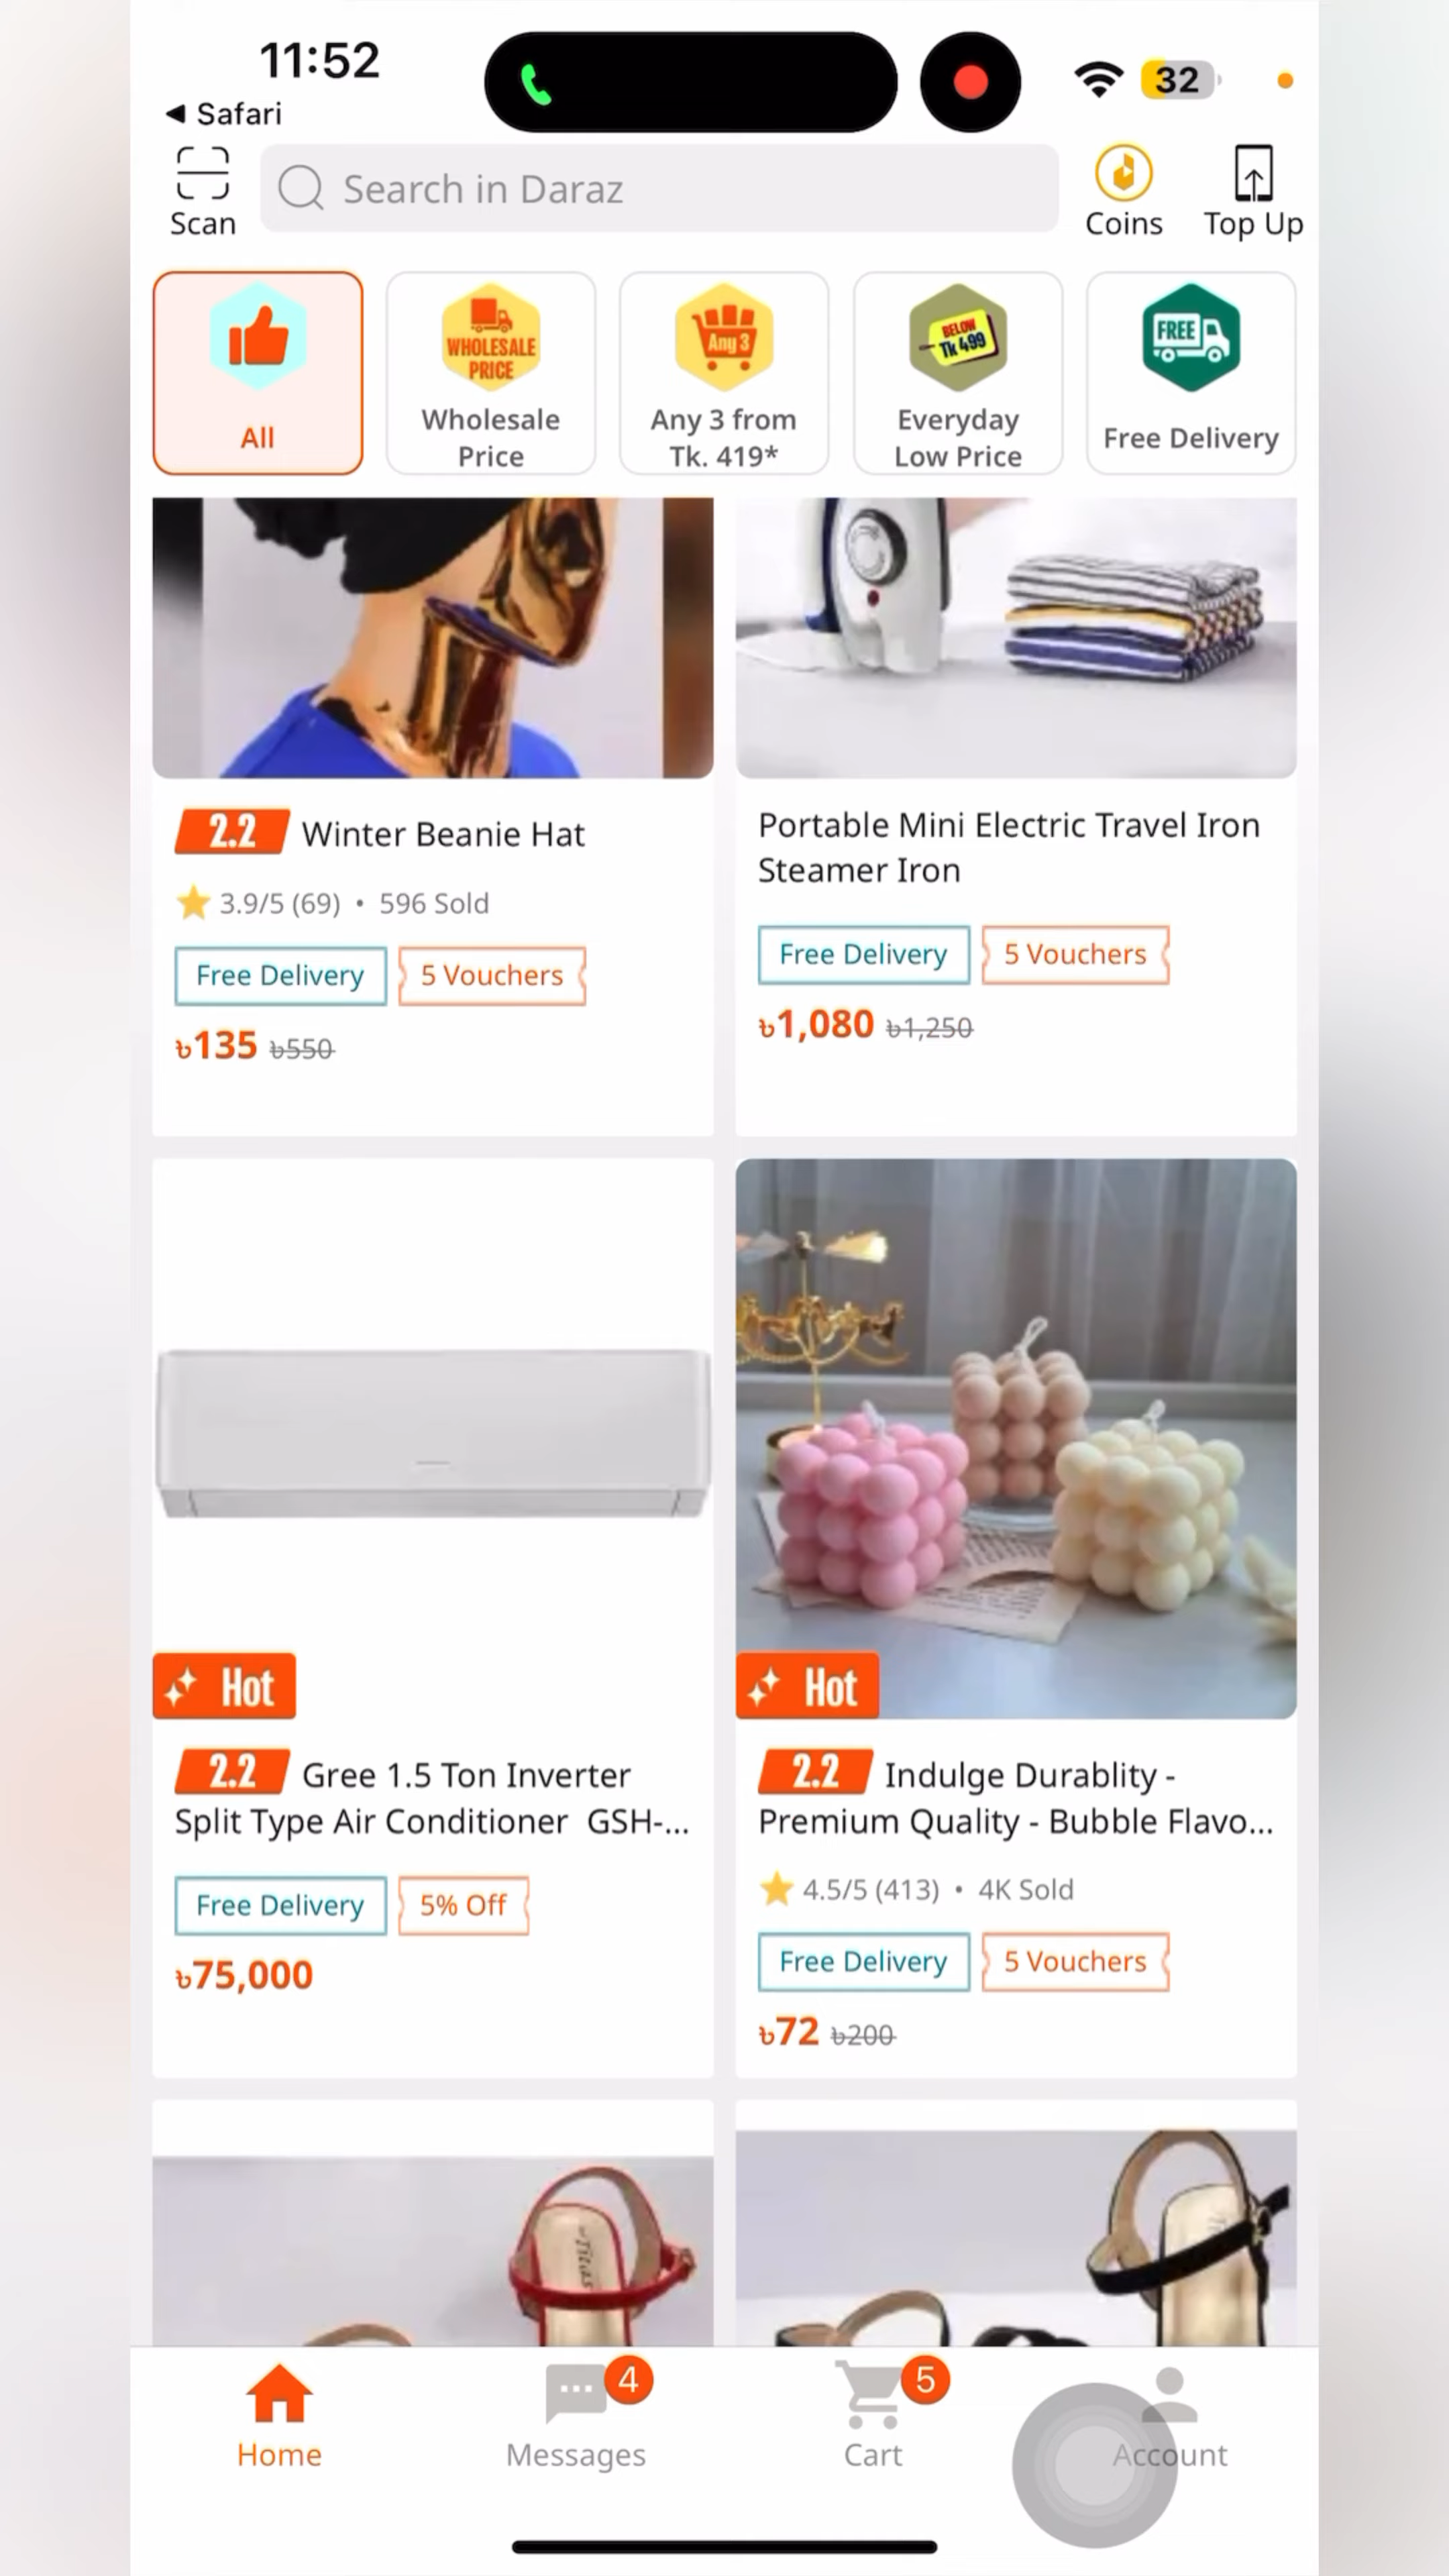 11:52
32
Safari
Scan
Search in Daraz
Coins
Top Up
All
WHOLESALE
PRICE
Wholesale
Price
Any 3
Any 3 from
Tk. 419*
BELOW
Tk 499
Everyday
Low Price
FREE
Free Delivery
2.2 Winter Beanie Hat
3.9/5 (69) • 596 Sold
Free Delivery
5 Vouchers
৳135 ৳550
Portable Mini Electric Travel Iron
Steamer Iron
Free Delivery
5 Vouchers
৳1,080 ৳1,250
Hot
2.2 Gree 1.5 Ton Inverter
Split Type Air Conditioner GSH-...
Free Delivery
5% Off
৳75,000
Hot
2.2 Indulge Durablity -
Premium Quality - Bubble Flavo...
4.5/5 (413) • 4K Sold
Free Delivery
5 Vouchers
৳72 ৳200
Titas
Home
4
Messages
5
Cart
Account